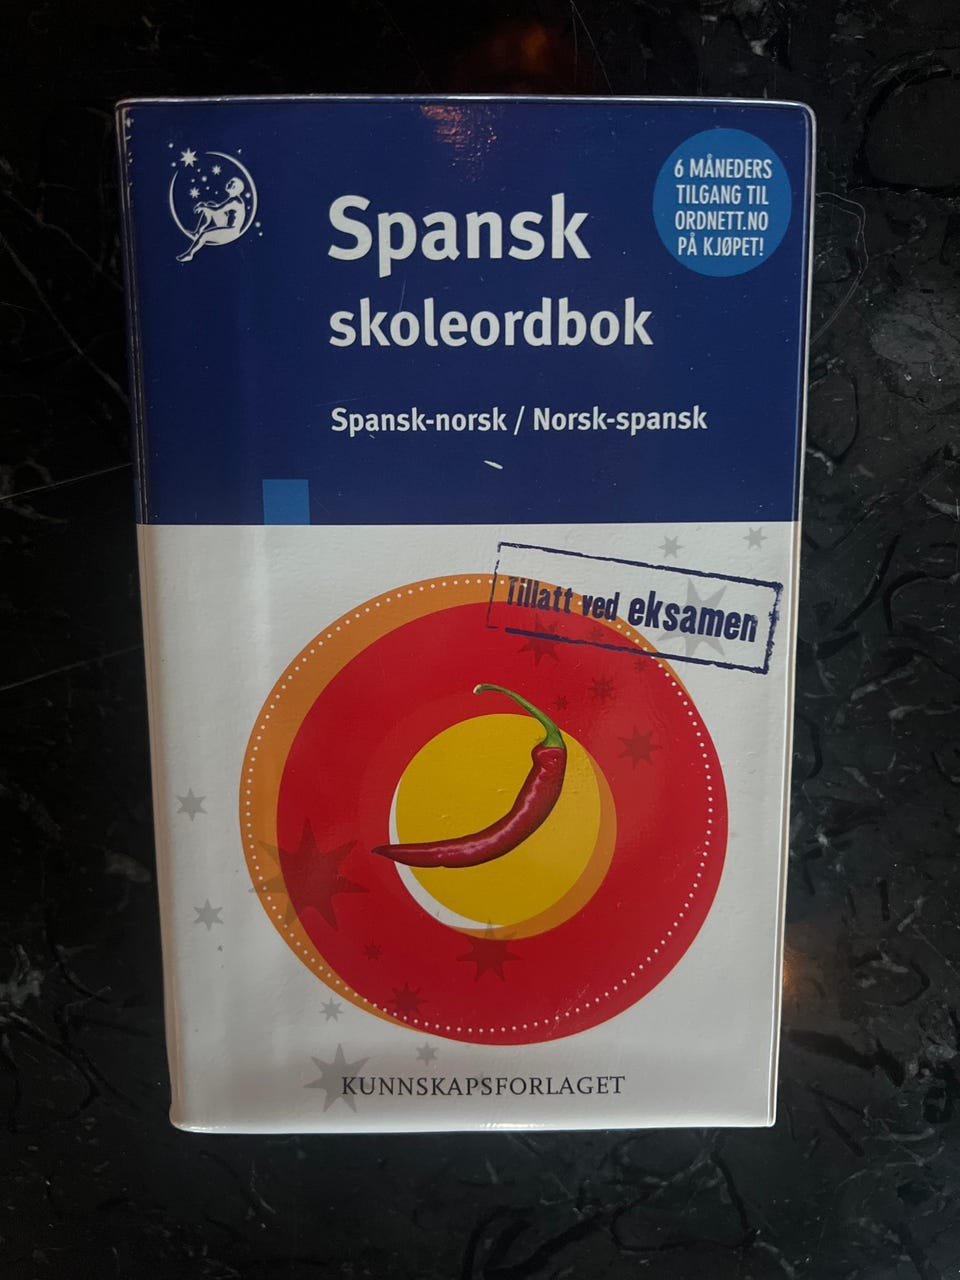 Spansk
skoleordbok
6 MÅNEDERS
TILGANG TIL
ORDNETT.NO
PÅ KJØPET!
Spansk-norsk / Norsk-spansk
Tillatt ved eksamen
KUNNSKAPSFORLAGET